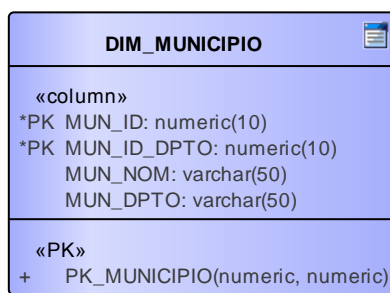 DIM_MUNICIPIO
«column»
*PK MUN_ID: numeric(10)
*PK MUN_ID_DPTO: numeric(10)
MUN_NOM: varchar(50)
MUN_DPTO: varchar(50)
«PK»
+ PK_MUNICIPIO(numeric, numeric)